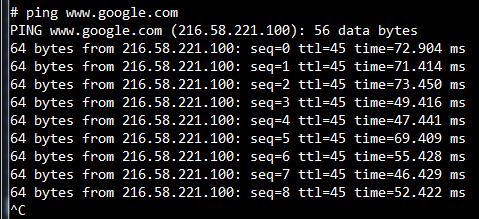 # ping www.google.com
PING www.google.com (216.58.221.100): 56 data bytes
64 bytes from 216.58.221.100: seq=0 ttl=45 time=72.904 ms
64 bytes from 216.58.221.100: seq=1 ttl=45 time=71.414 ms
64 bytes from 216.58.221.100: seq=2 ttl=45 time=73.450 ms
64 bytes from 216.58.221.100: seq=3 ttl=45 time=49.416 ms
64 bytes from 216.58.221.100: seq=4 ttl=45 time=47.441 ms
64 bytes from 216.58.221.100: seq=5 ttl=45 time=69.409 ms
64 bytes from 216.58.221.100: seq=6 ttl=45 time=55.428 ms
64 bytes from 216.58.221.100: seq=7 ttl=45 time=46.429 ms
64 bytes from 216.58.221.100: seq=8 ttl=45 time=52.422 ms
^C